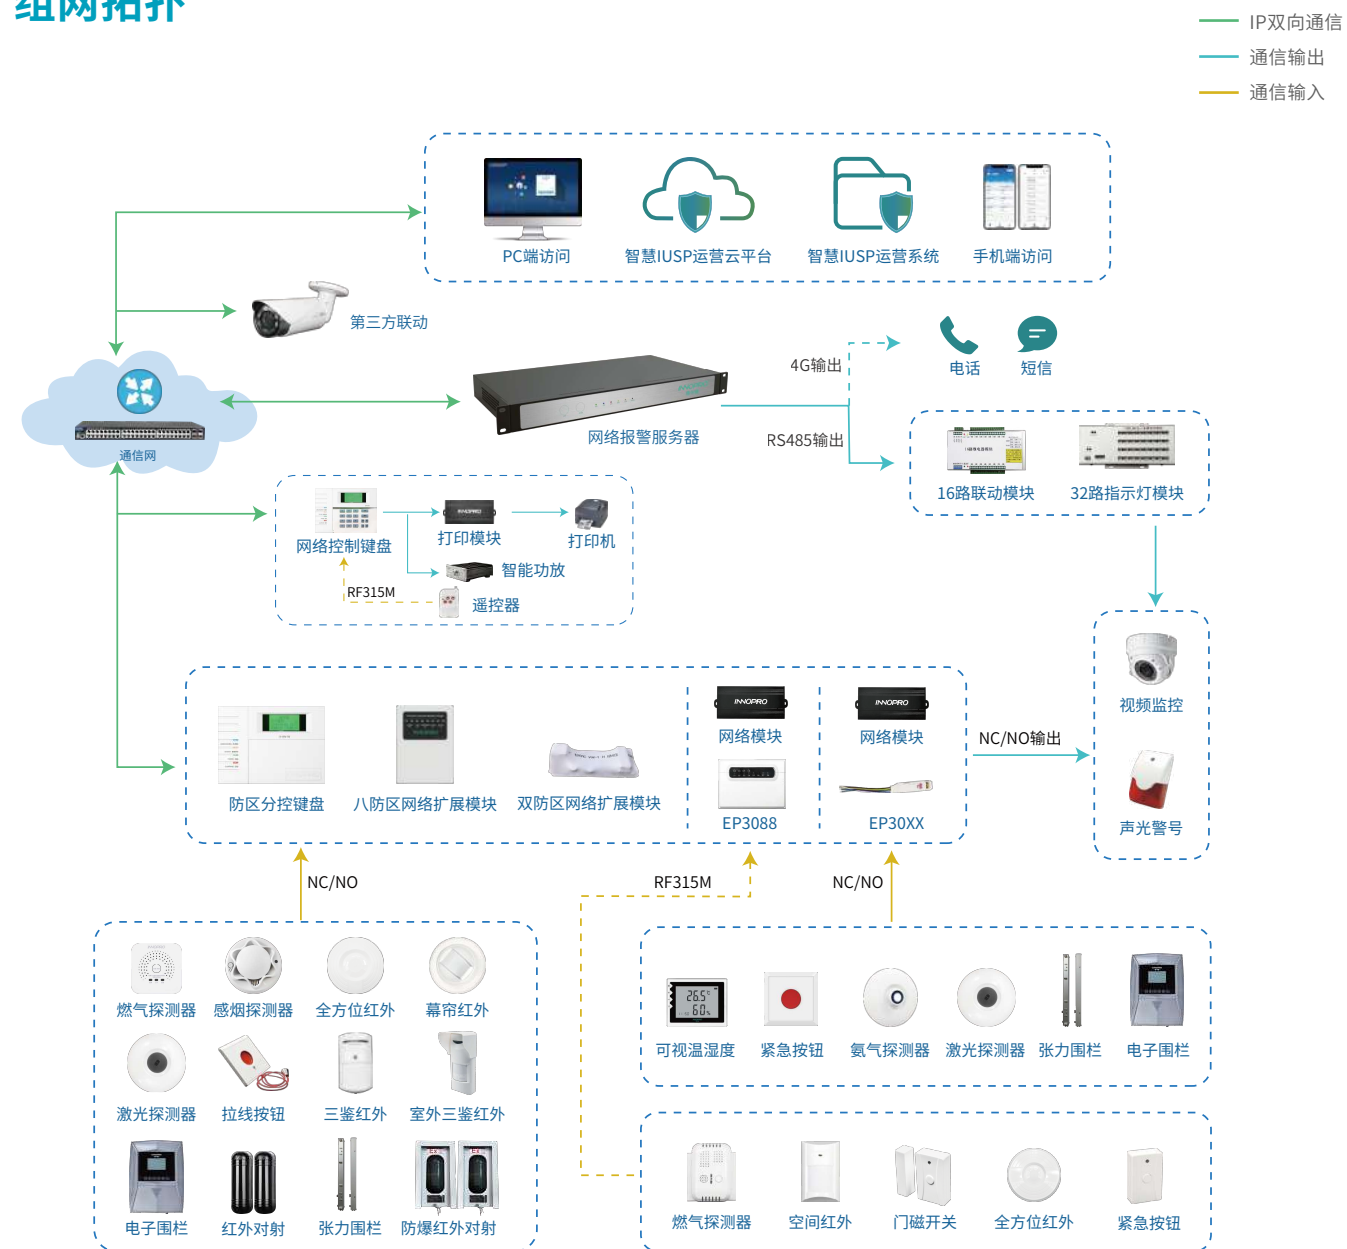 组网拓扑
IP双向通信
通信输出
通信输入
PC端访问
智慧IUSP运营云平台
智慧IUSP运营系统
手机端访问
第三方联动
4G输出
电话
短信
通信网
网络报警服务器
RS485输出
16路联动模块
32路指示灯模块
INNOPRO
网络控制键盘
打印模块
打印机
智能功放
RF315M
遥控器
INNOPRO
INNOPRO
网络模块
网络模块
NC/NO输出
视频监控
防区分控键盘
八防区网络扩展模块
双防区网络扩展模块
EP3088
EP30XX
声光警号
NC/NO
RF315M
NC/NO
燃气探测器
感烟探测器
全方位红外
幕帘红外
26.5
60
可视温湿度
紧急按钮
氨气探测器
激光探测器
张力围栏
电子围栏
激光探测器
拉线按钮
三鉴红外
室外三鉴红外
电子围栏
红外对射
张力围栏
防爆红外对射
燃气探测器
空间红外
门磁开关
全方位红外
紧急按钮